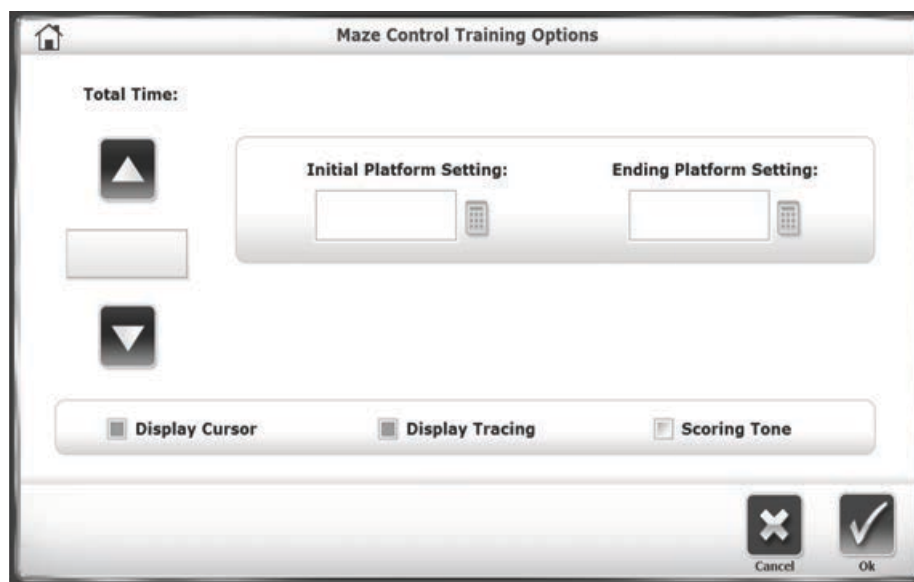 Maze Control Training Options
Total Time:
Initial Platform Setting:
Ending Platform Setting:
Display Cursor
Display Tracing
Scoring Tone
Cancel
Ok